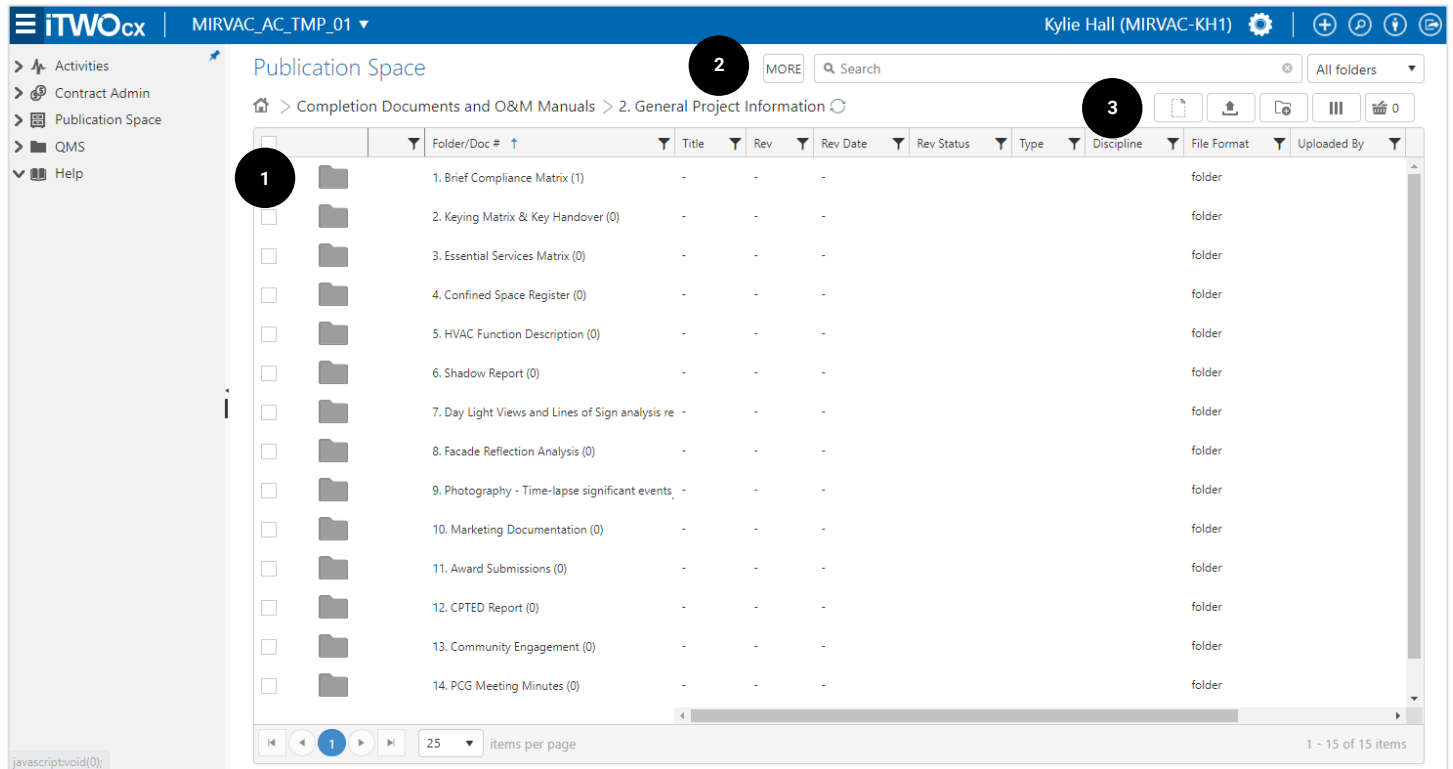 iTWOcx MIRVAC_AC_TMP_01 Kylie Hall (MIRVAC-KH1)
Activities
Contract Admin
Publication Space
QMS
Help
Publication Space 2 MORE Search All folders
Completion Documents and O&M Manuals > 2. General Project Information 3 0
Folder/Doc # Title Rev Rev Date Rev Status Type Discipline File Format Uploaded By
1 1. Brief Compliance Matrix (1) - - - folder
2. Keying Matrix & Key Handover (0) - - - folder
3. Essential Services Matrix (0) - - - folder
4. Confined Space Register (0) - - - folder
5. HVAC Function Description (0) - - - folder
6. Shadow Report (0) - - - folder
7. Day Light Views and Lines of Sign analysis re - - - folder
8. Facade Reflection Analysis (0) - - - folder
9. Photography - Time-lapse significant events, - - - folder
10. Marketing Documentation (0) - - - folder
11. Award Submissions (0) - - - folder
12. CPTED Report (0) - - - folder
13. Community Engagement (0) - - - folder
14. PCG Meeting Minutes (0) - - - folder
1 25 items per page 1 - 15 of 15 items
javascript:void(0);